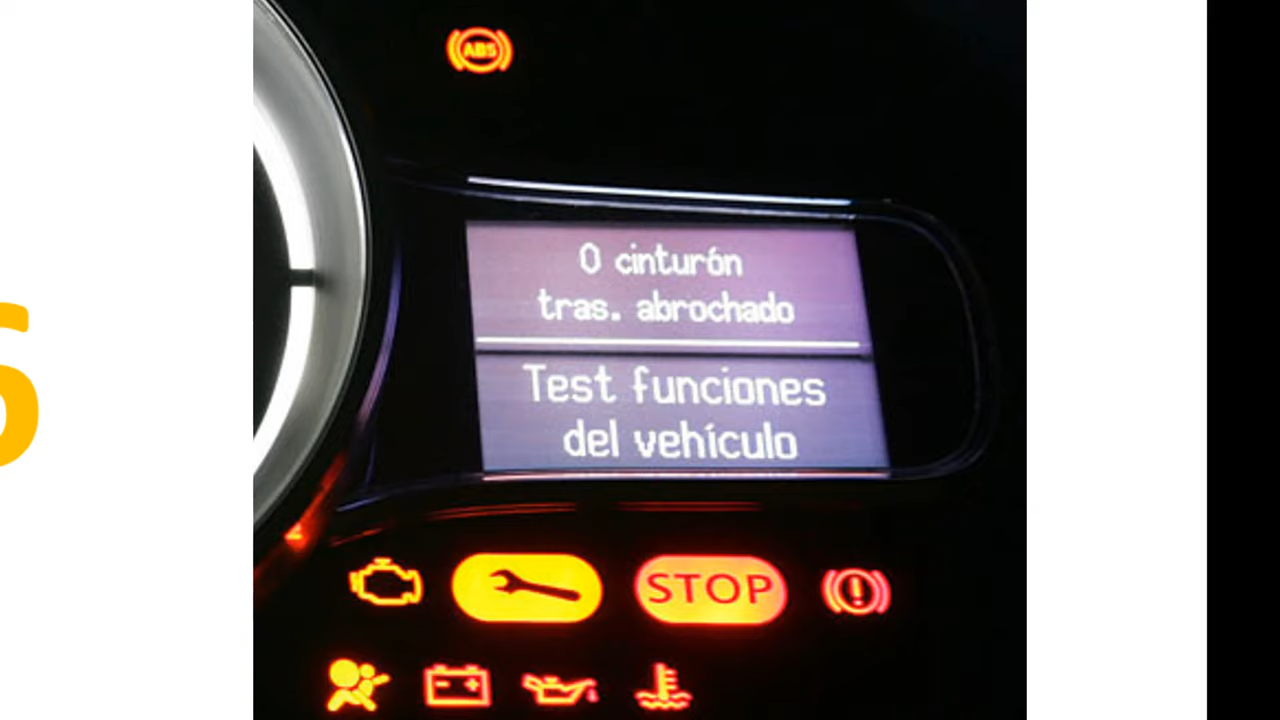 ABS
0 cinturón
tras. abrochado
Test funciones
del vehículo
STOP